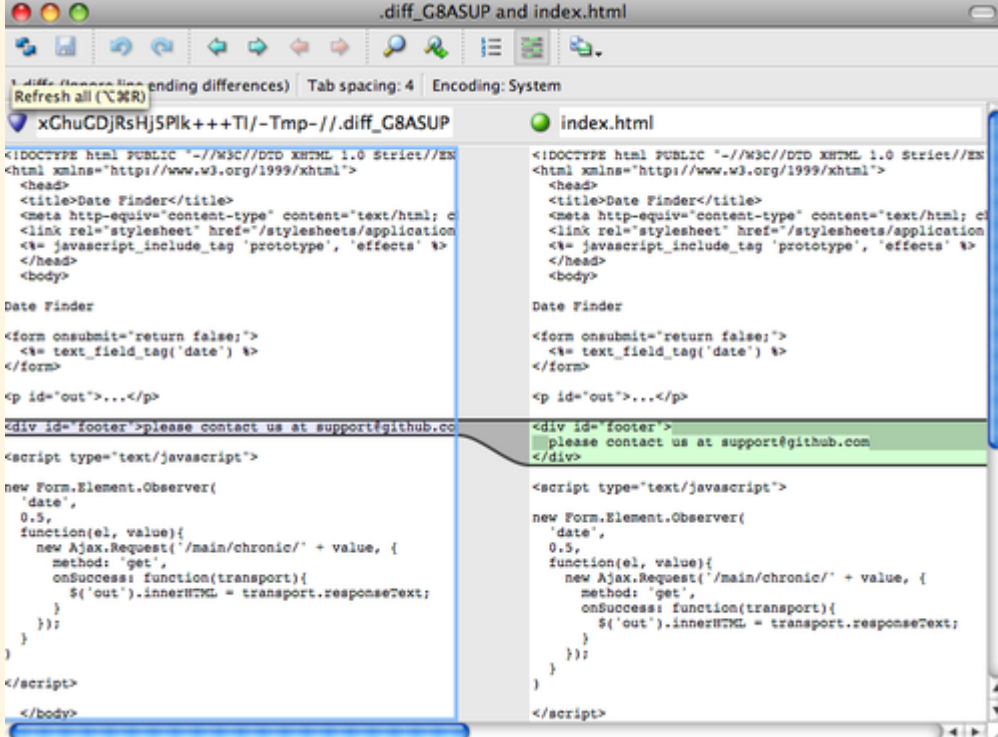 .diff_G8ASUP and index.html
ending differences) Tab spacing: 4 Encoding: System
Refresh all (⌥⌘R)
xGhuGDjRsHj5Plk+++TI/-Tmp-//.diff_G8ASUP
index.html
<!DOCTYPE html PUBLIC "-//W3C//DTD XHTML 1.0 Strict//EN
<html xmlns="http://www.w3.org/1999/xhtml">
<head>
<title>Date Finder</title>
<meta http-equiv="content-type" content="text/html; c
<link rel="stylesheet" href="/stylesheets/application
<%= javascript_include_tag 'prototype', 'effects' %>
</head>
<body>
Date Finder
<form onsubmit="return false;">
<%= text_field_tag('date') %>
</form>
<p id="out">...</p>
<div id="footer">please contact us at support@github.co
<script type="text/javascript">
new Form.Element.Observer(
'date',
0.5,
function(el, value){
new Ajax.Request('/main/chronic/' + value, {
method: 'get',
onSuccess: function(transport){
$('out').innerHTML = transport.responseText;
}
});
}
)
</script>
</body>
<!DOCTYPE html PUBLIC "-//W3C//DTD XHTML 1.0 Strict//EN
<html xmlns="http://www.w3.org/1999/xhtml">
<head>
<title>Date Finder</title>
<meta http-equiv="content-type" content="text/html; c
<link rel="stylesheet" href="/stylesheets/application
<%= javascript_include_tag 'prototype', 'effects' %>
</head>
<body>
Date Finder
<form onsubmit="return false;">
<%= text_field_tag('date') %>
</form>
<p id="out">...</p>
<div id="footer">
please contact us at support@github.com
</div>
<script type="text/javascript">
new Form.Element.Observer(
'date',
0.5,
function(el, value){
new Ajax.Request('/main/chronic/' + value, {
method: 'get',
onSuccess: function(transport){
$('out').innerHTML = transport.responseText;
}
});
}
)
</script>